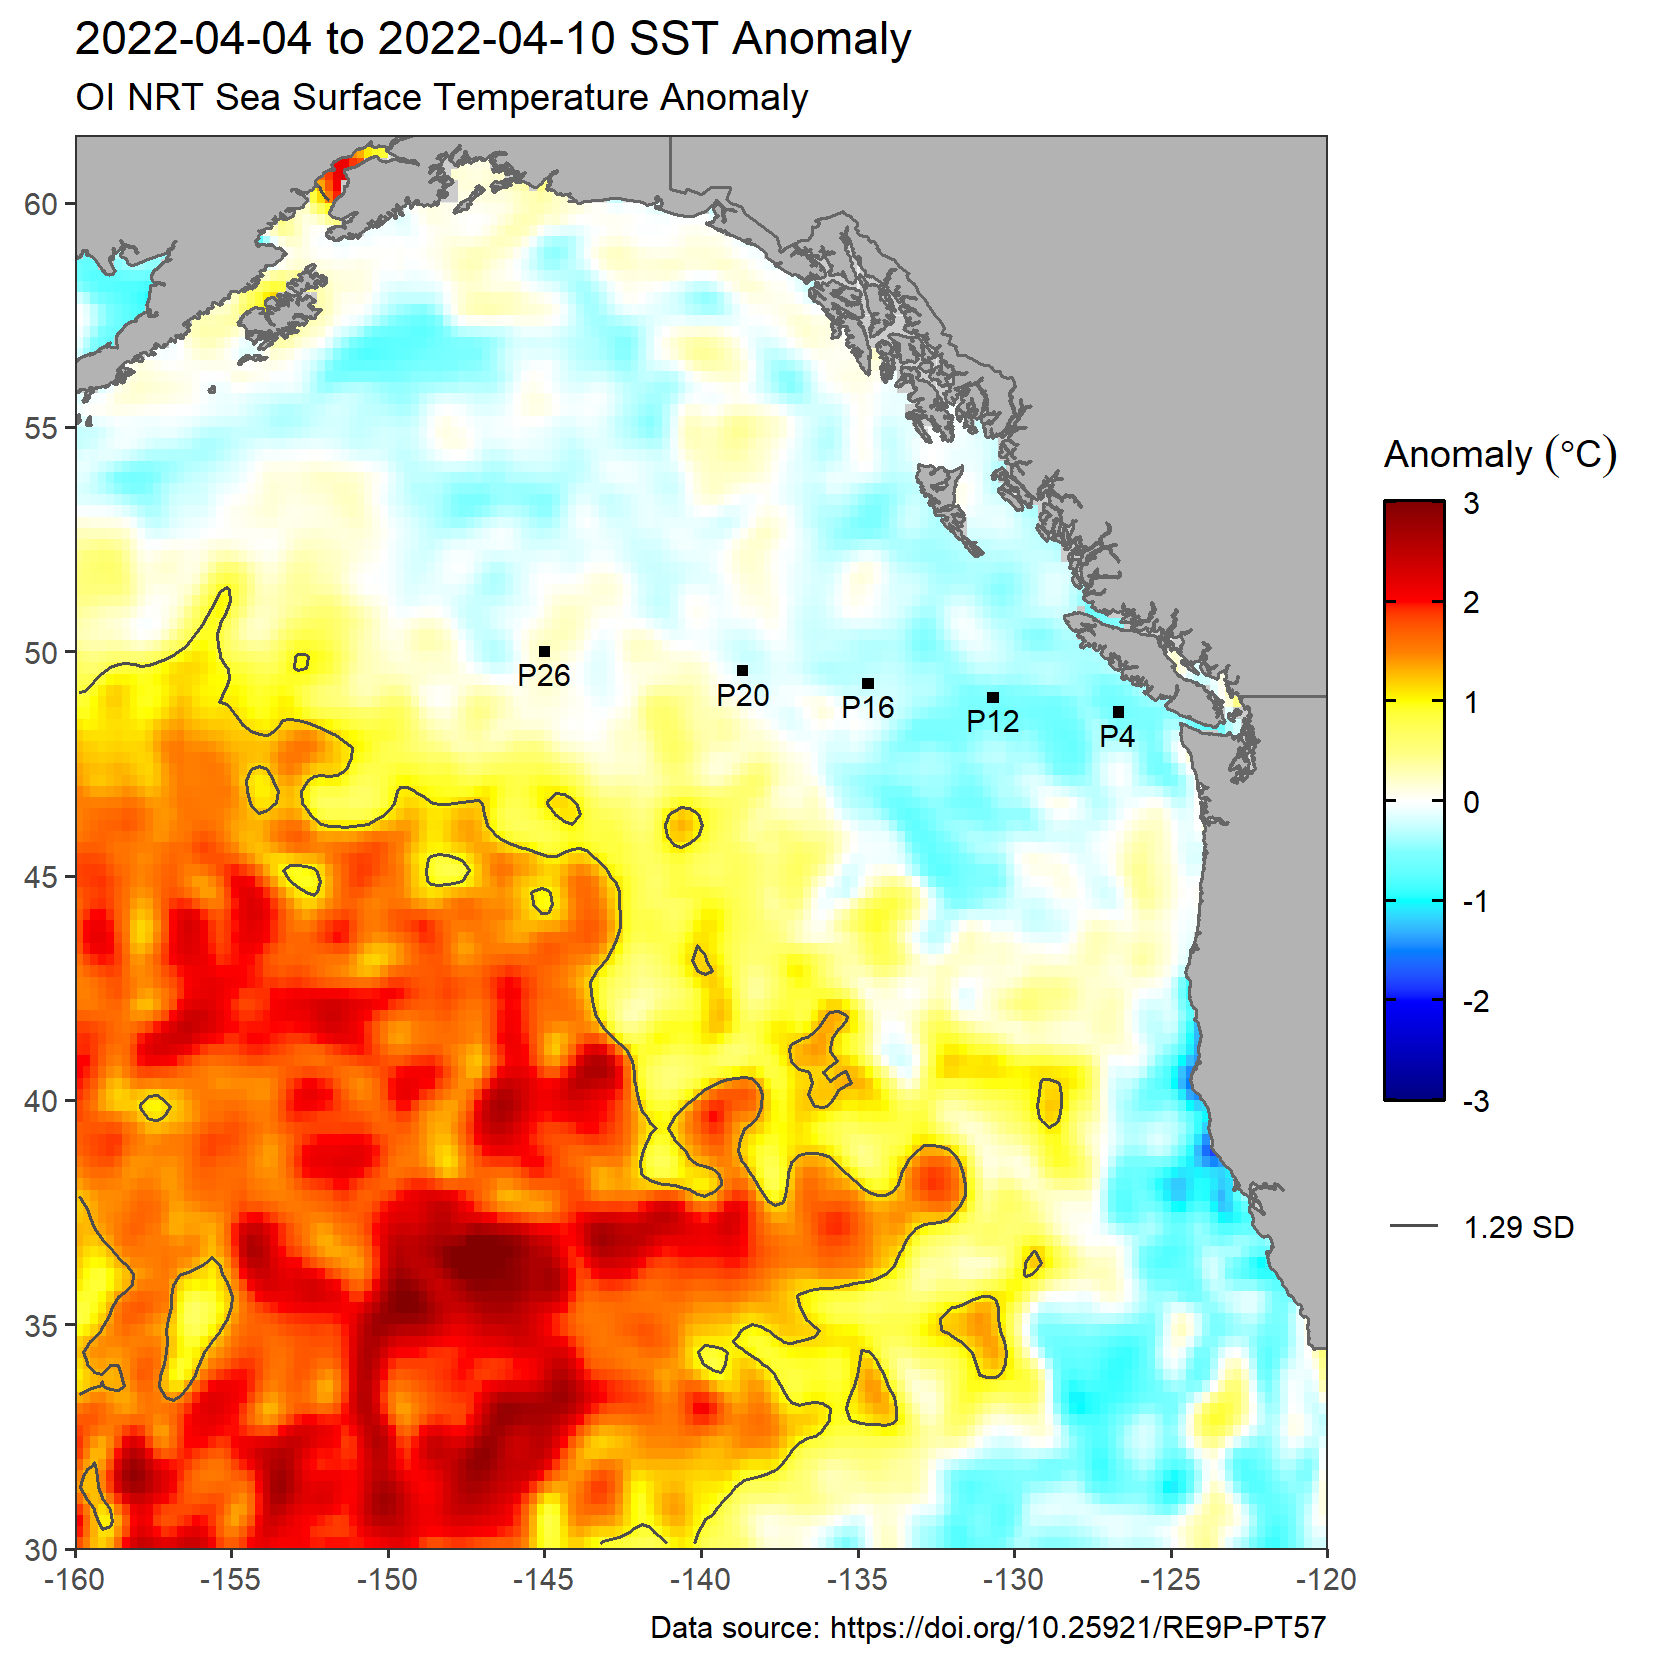 2022-04-04 to 2022-04-10 SST Anomaly
OI NRT Sea Surface Temperature Anomaly
60
55
50
45
40
35
30
-160
-155
-150
-145
-140
-135
-130
-125
-120
P26
P20
P16
P12
P4
Anomaly (°C)
3
2
1
0
-1
-2
-3
1.29 SD
Data source: https://doi.org/10.25921/RE9P-PT57